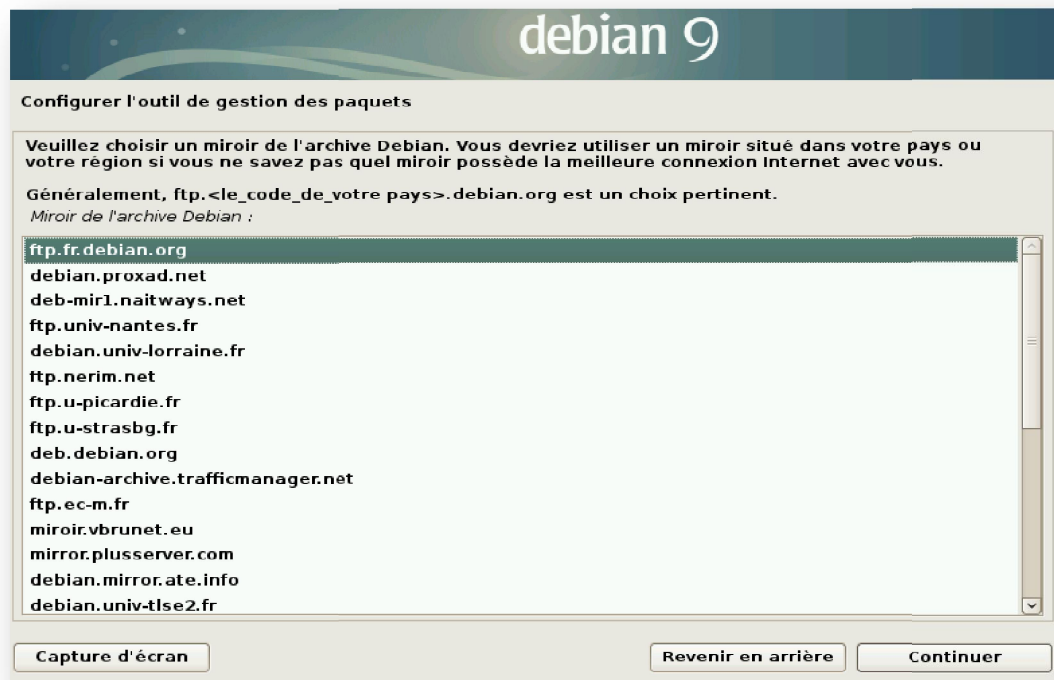 debian 9
Configurer l'outil de gestion des paquets
Veuillez choisir un miroir de l'archive Debian. Vous devriez utiliser un miroir situé dans votre pays ou
votre région si vous ne savez pas quel miroir possède la meilleure connexion Internet avec vous.
Généralement, ftp.<le_code_de_votre pays>.debian.org est un choix pertinent.
Miroir de l'archive Debian :
ftp.fr.debian.org
debian.proxad.net
deb-mir1.naitways.net
ftp.univ-nantes.fr
debian.univ-lorraine.fr
ftp.nerim.net
ftp.u-picardie.fr
ftp.u-strasbg.fr
deb.debian.org
debian-archive.trafficmanager.net
ftp.ec-m.fr
miroir.vbrunet.eu
mirror.plusserver.com
debian.mirror.ate.info
debian.univ-tlse2.fr
Capture d'écran
Revenir en arrière
Continuer